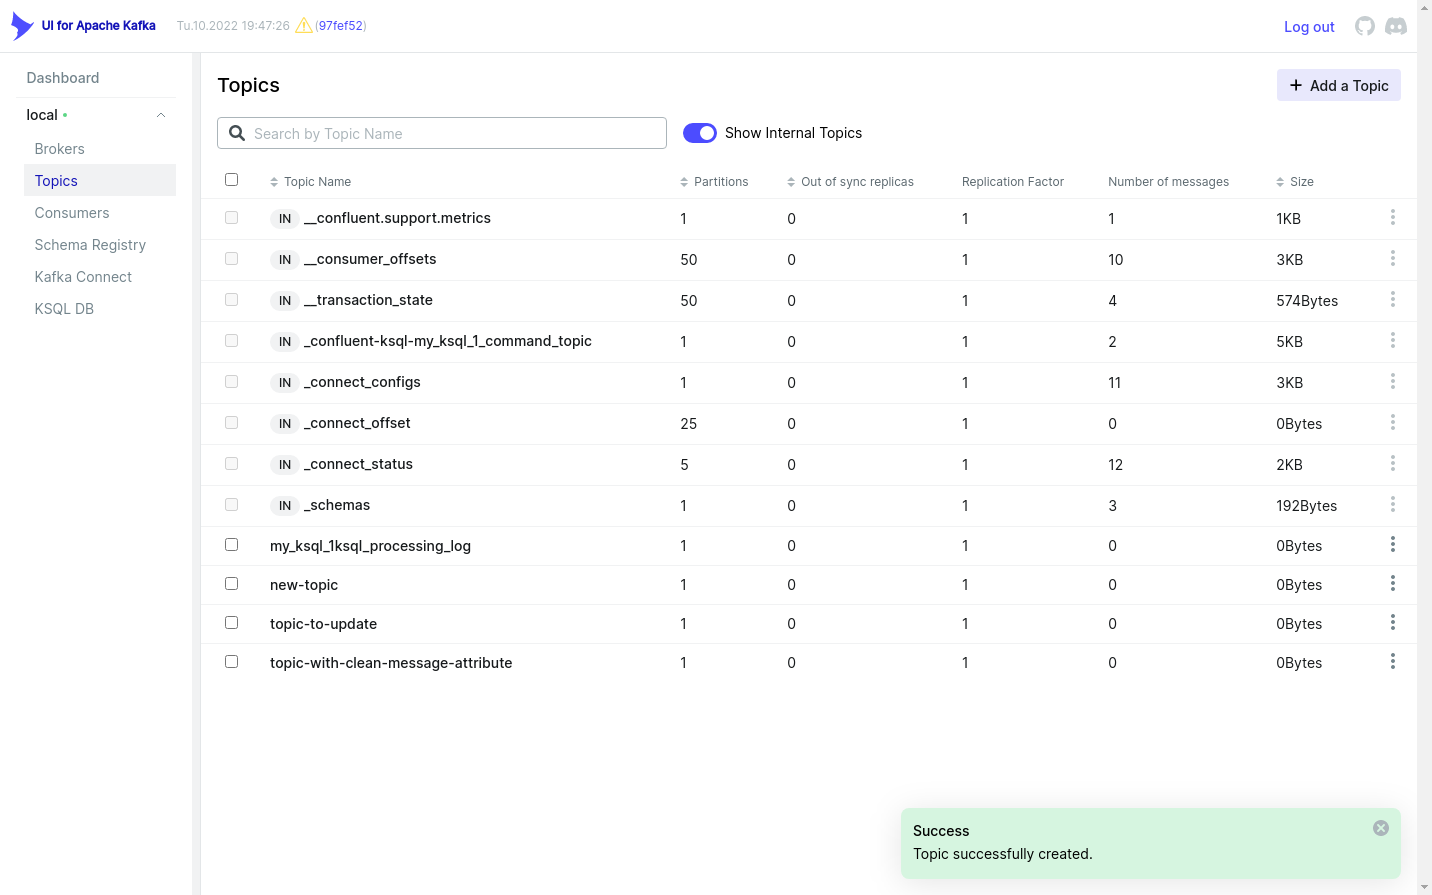 UI for Apache Kafka Tu.10.2022 19:47:26 (97fef52) Log out
Dashboard
local
Brokers
Topics
Consumers
Schema Registry
Kafka Connect
KSQL DB
Topics
Add a Topic
Search by Topic Name
Show Internal Topics
Topic Name Partitions Out of sync replicas Replication Factor Number of messages Size
IN __confluent.support.metrics 1 0 1 1 1KB
IN __consumer_offsets 50 0 1 10 3KB
IN __transaction_state 50 0 1 4 574Bytes
IN _confluent-ksql-my_ksql_1_command_topic 1 0 1 2 5KB
IN _connect_configs 1 0 1 11 3KB
IN _connect_offset 25 0 1 0 0Bytes
IN _connect_status 5 0 1 12 2KB
IN _schemas 1 0 1 3 192Bytes
my_ksql_1ksql_processing_log 1 0 1 0 0Bytes
new-topic 1 0 1 0 0Bytes
topic-to-update 1 0 1 0 0Bytes
topic-with-clean-message-attribute 1 0 1 0 0Bytes
Success
Topic successfully created.